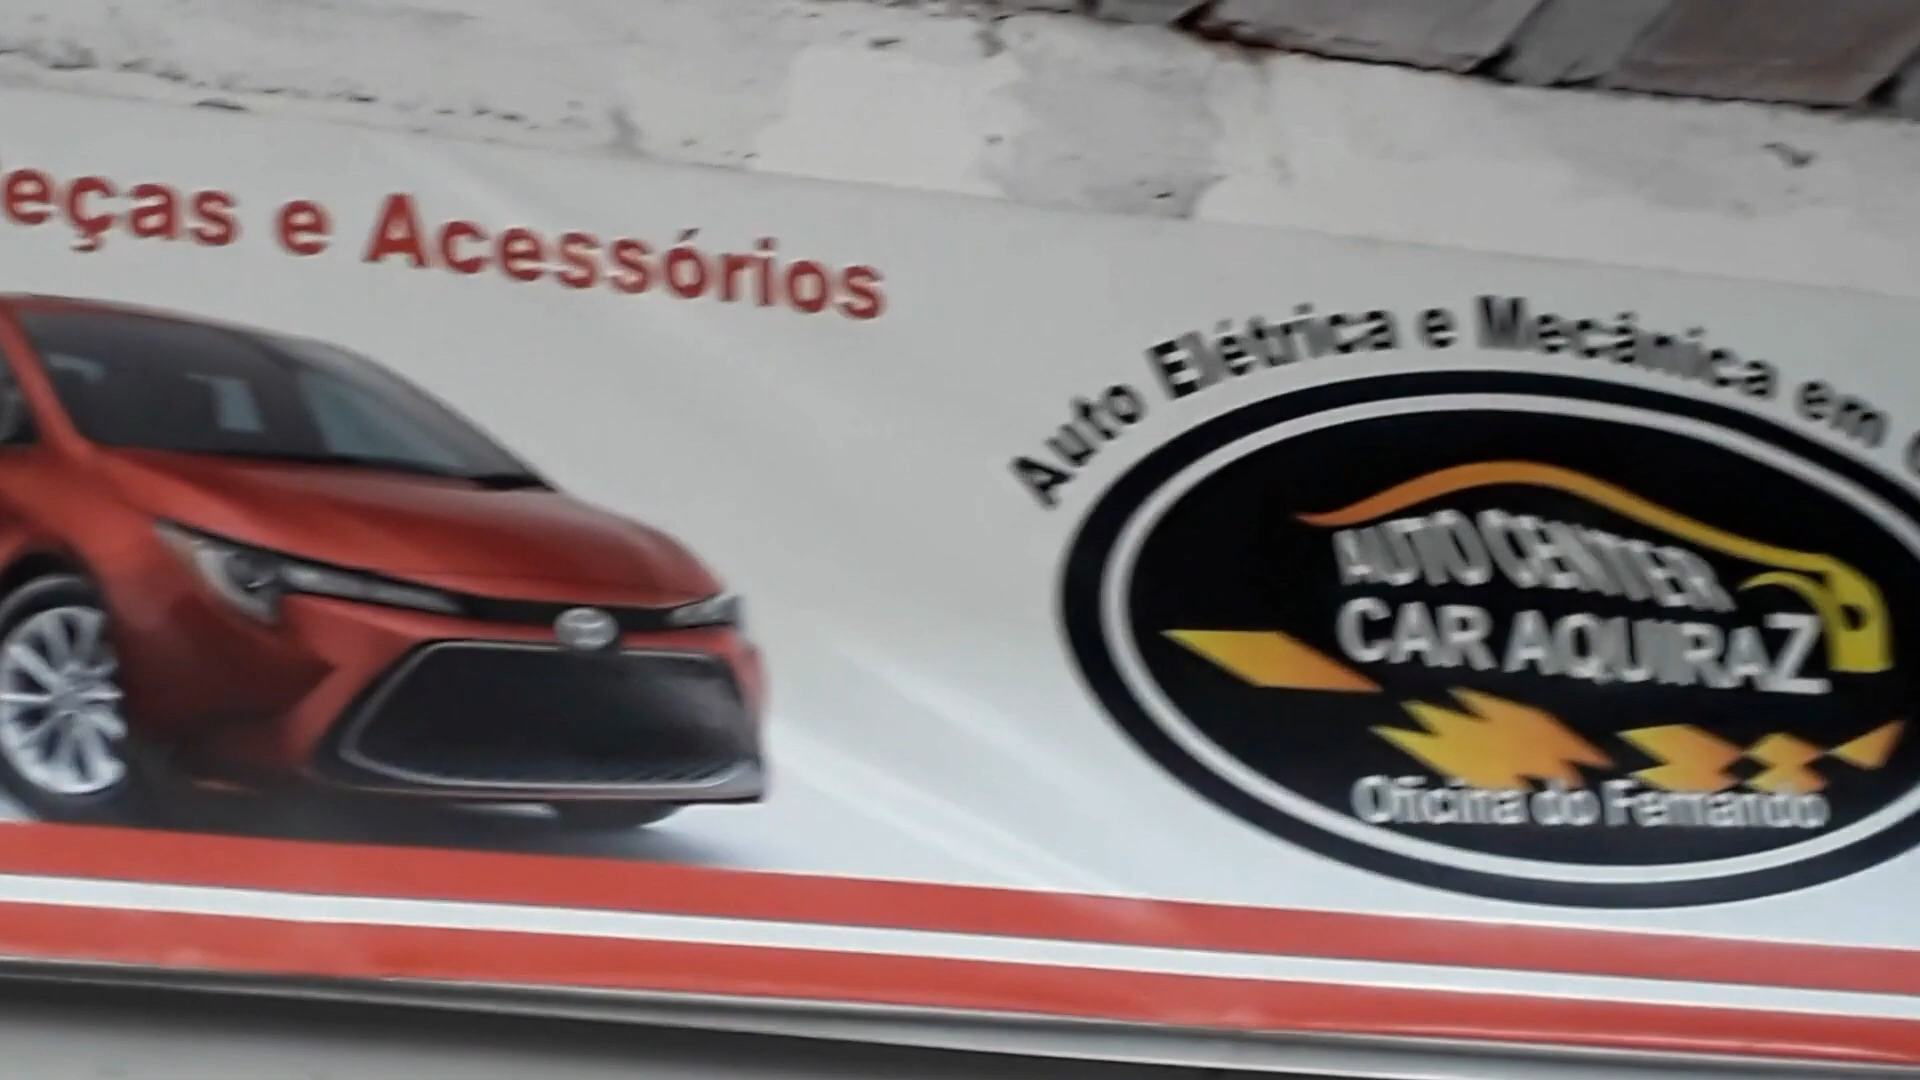 eças e Acessórios
Auto Elétrica e Mecânica em
AUTO CENTER
CAR AQUIRAZ
Oficina do Fernando